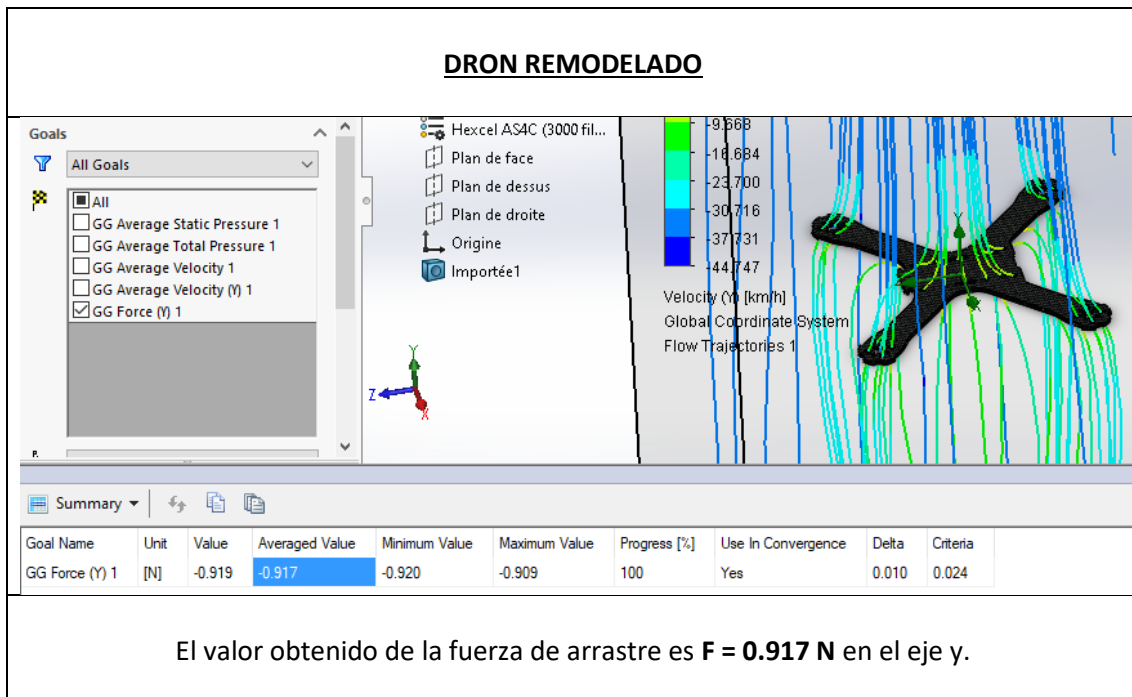 DRON REMODELADO
Goals
All Goals
All
GG Average Static Pressure 1
GG Average Total Pressure 1
GG Average Velocity 1
GG Average Velocity (Y) 1
GG Force (Y) 1
Hexcel AS4C (3000 fil...
Plan de face
Plan de dessus
Plan de droite
Origine
Importée1
-9.668
-16.684
-23.700
-30.716
-37.731
-44.747
Velocity (Y) [km/h]
Global Coordinate System
Flow Trajectories 1
Y
Z
X
Y
X
Summary
Goal Name Unit Value Averaged Value Minimum Value Maximum Value Progress [%] Use In Convergence Delta Criteria
GG Force (Y) 1 [N] -0.919 -0.917 -0.920 -0.909 100 Yes 0.010 0.024
El valor obtenido de la fuerza de arrastre es F = 0.917 N en el eje y.